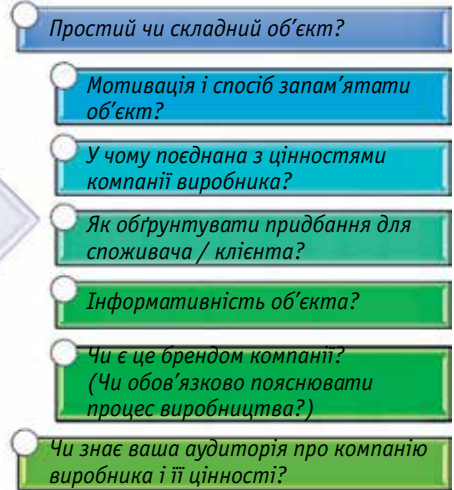 Простий чи складний об’єкт?
Мотивація і спосіб запам’ятати
об’єкт?
У чому поєднана з цінностями
компанії виробника?
Як обґрунтувати придбання для
споживача / клієнта?
Інформативність об’єкта?
Чи є це брендом компанії?
(Чи обов’язково пояснювати
процес виробництва?)
Чи знає ваша аудиторія про компанію
виробника і її цінності?